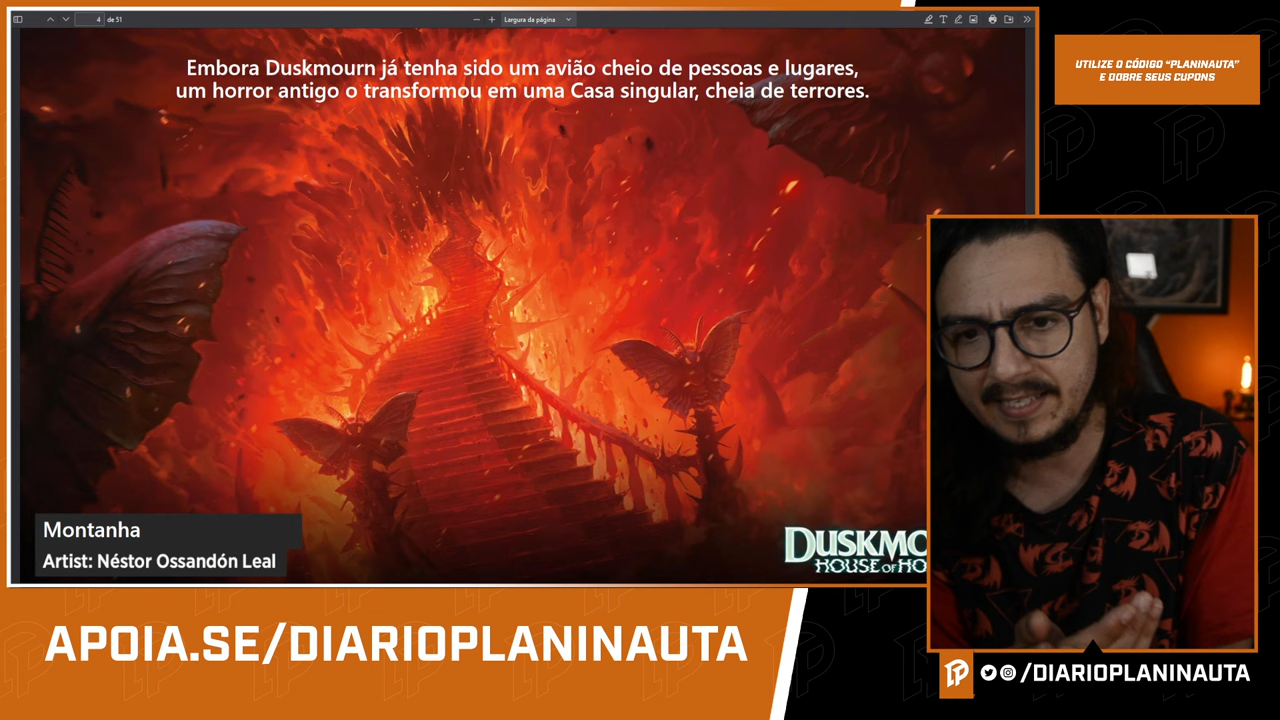 4 de 51
Largura da página
Embora Duskmourn já tenha sido um avião cheio de pessoas e lugares,
um horror antigo o transformou em uma Casa singular, cheia de terrores.
UTILIZE O CÓDIGO “PLANINAUTA”
E DOBRE SEUS CUPONS
Montanha
Artist: Néstor Ossandón Leal
DUSKMO
HOUSE OF HO
APOIA.SE/DIARIOPLANINAUTA
/DIARIOPLANINAUTA